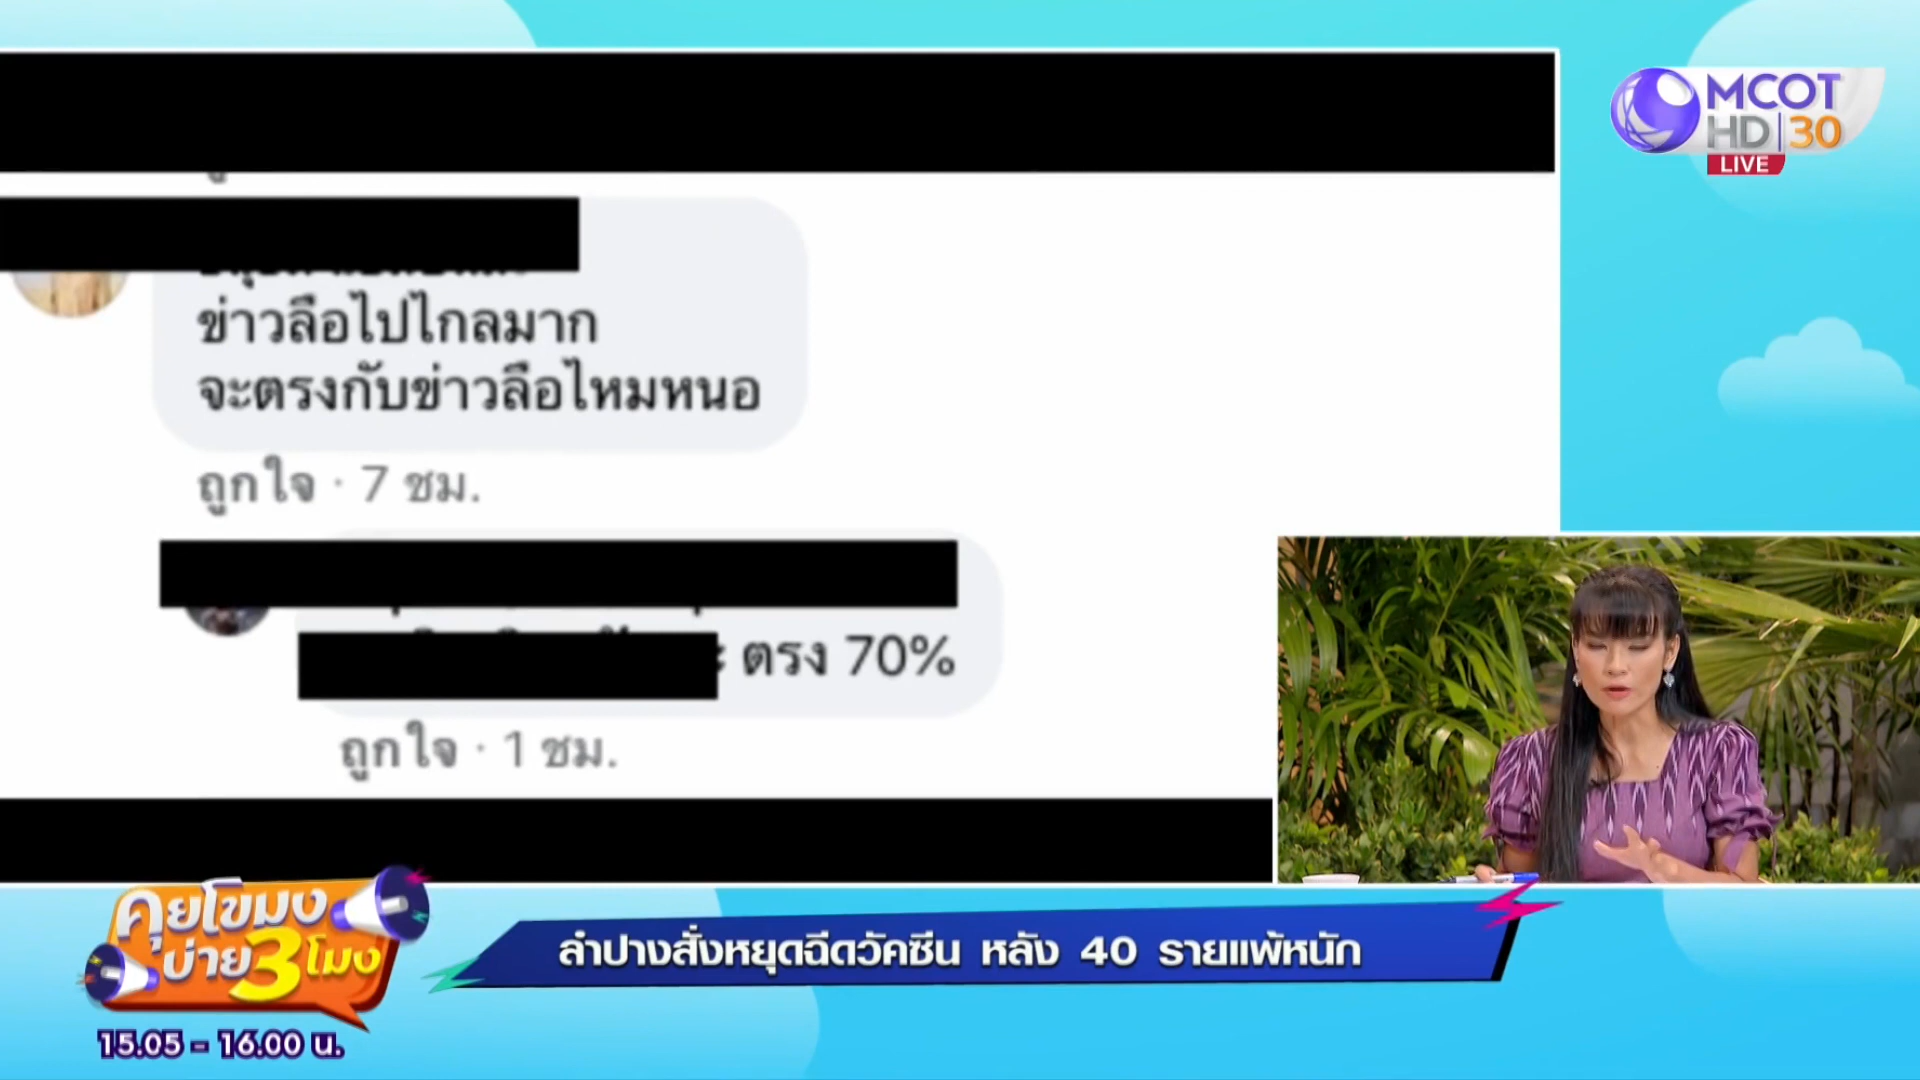 MCOT
HD 30
LIVE
ข่าวลือไปไกลมาก
จะตรงกับข่าวลือไหมหนอ
ถูกใจ · 7 ชม.
ตรง 70%
ถูกใจ · 1 ชม.
คุยโขมง
บ่าย 3 โมง
15.05 - 16.00 น.
ลำปางสั่งหยุดฉีดวัคซีน หลัง 40 รายแพ้หนัก